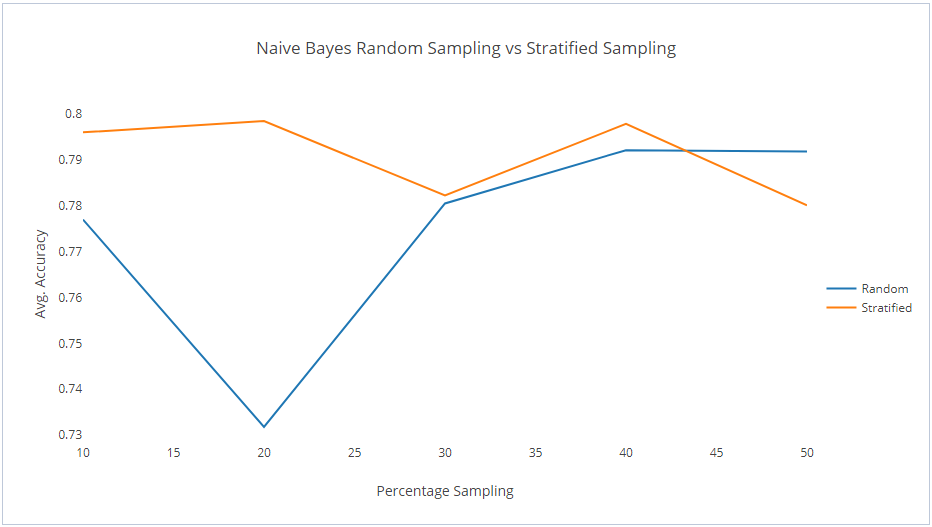 Naive Bayes Random Sampling vs Stratified Sampling
0.8
0.79
0.78
0.77
0.76
0.75
0.74
0.73
Avg. Accuracy
10 15 20 25 30 35 40 45 50
Percentage Sampling
Random
Stratified